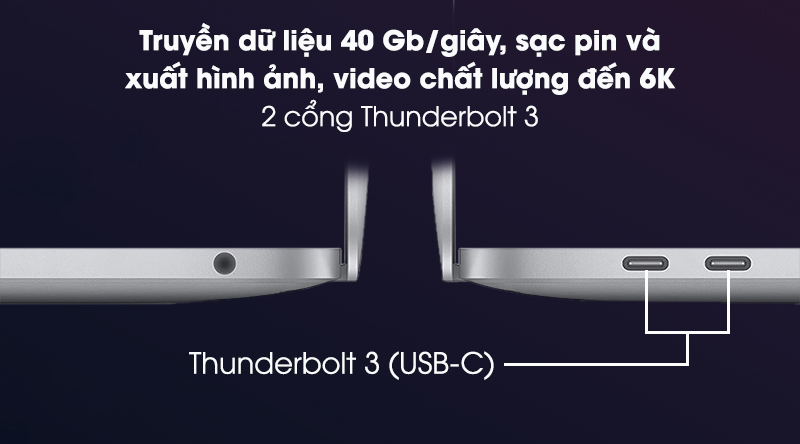 Truyền dữ liệu 40 Gb/giây, sạc pin và
xuất hình ảnh, video chất lượng đến 6K
2 cổng Thunderbolt 3
Thunderbolt 3 (USB-C)